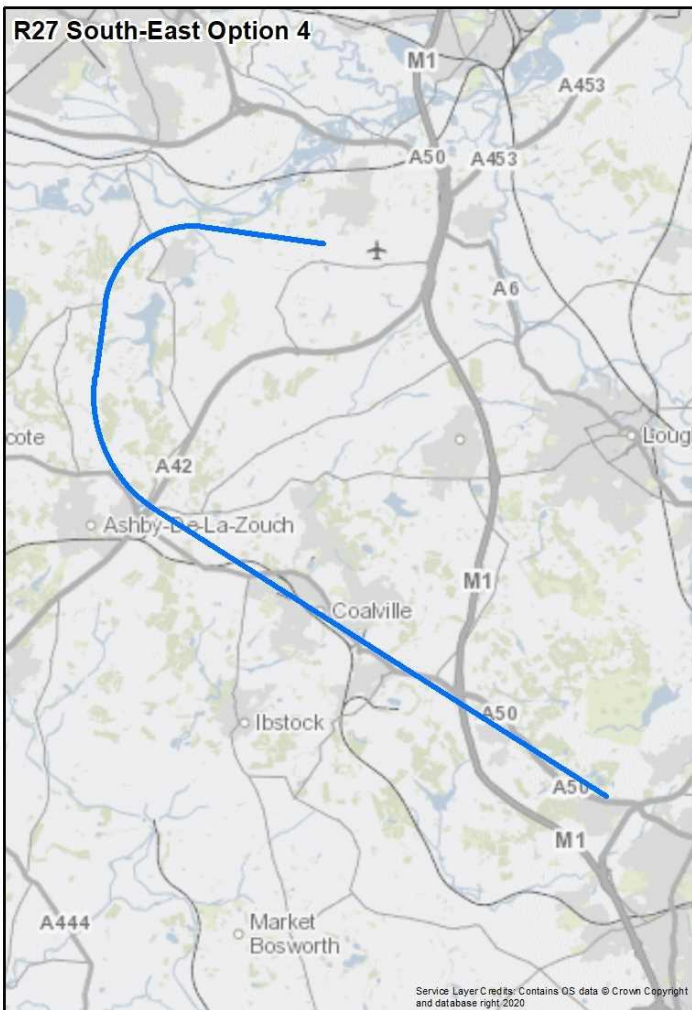 R27 South-East Option 4
M1
A453
A50
A453
A6
cote
Loug
A42
Ashby-De-La-Zouch
M1
Coalville
Ibstock
A50
A50
M1
A444
Market
Bosworth
Service Layer Credits: Contains OS data © Crown Copyright
and database right 2020